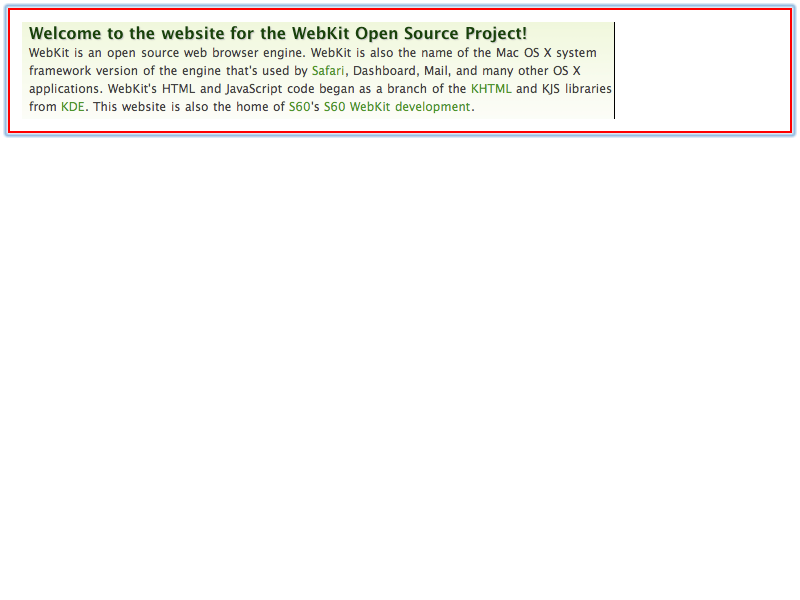 Welcome to the website for the WebKit Open Source Project!
WebKit is an open source web browser engine. WebKit is also the name of the Mac OS X system
framework version of the engine that's used by Safari, Dashboard, Mail, and many other OS X
applications. WebKit's HTML and JavaScript code began as a branch of the KHTML and KJS libraries
from KDE. This website is also the home of S60's S60 WebKit development.